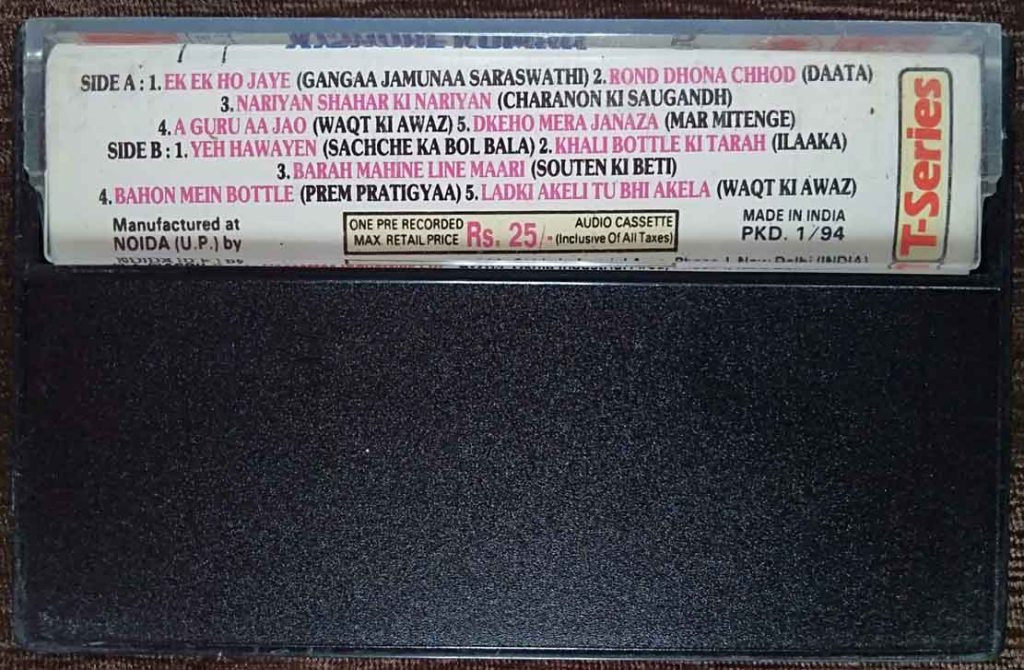 SIDE A : 1. EK EK HO JAYE (GANGAA JAMUNAA SARASWATHI) 2. ROND DHONA CHHOD (DAATA)
3. NARIYAN SHAHAR KI NARIYAN (CHARANON KI SAUGANDH)
4. A GURU AA JAO (WAQT KI AWAZ) 5. DKEHO MERA JANAZA (MAR MITENGE)
SIDE B : 1. YEH HAWAYEN (SACHCHE KA BOL BALA) 2. KHALI BOTTLE KI TARAH (ILAAKA)
3. BARAH MAHINE LINE MAARI (SOUTEN KI BETI)
4. BAHON MEIN BOTTLE (PREM PRATIGYAA) 5. LADKI AKELI TU BHI AKELA (WAQT KI AWAZ)
Manufactured at
NOIDA (U.P.) by
ONE PRE RECORDED
MAX RETAIL PRICE
Rs. 25/-
AUDIO CASSETTE
(Inclusive Of All Taxes)
MADE IN INDIA
PKD. 1/94
T-Series
New Delhi (INDIA)